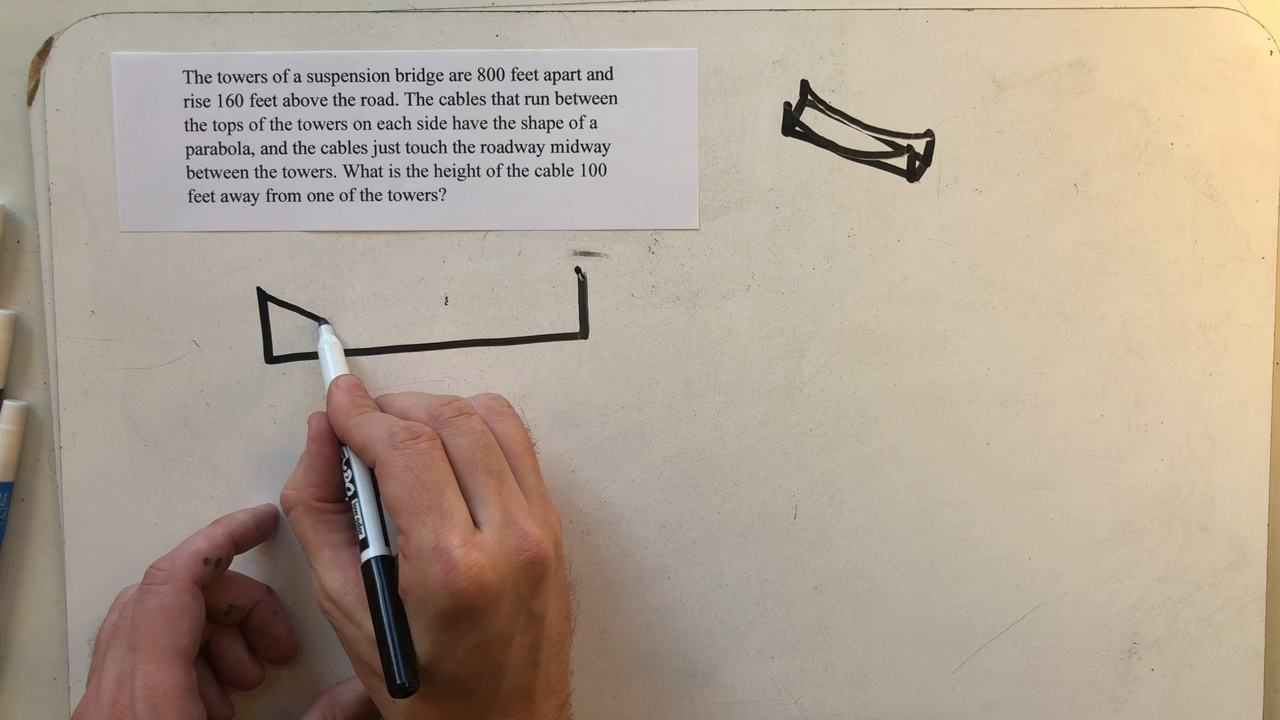 The towers of a suspension bridge are 800 feet apart and
rise 160 feet above the road. The cables that run between
the tops of the towers on each side have the shape of a
parabola, and the cables just touch the roadway midway
between the towers. What is the height of the cable 100
feet away from one of the towers?